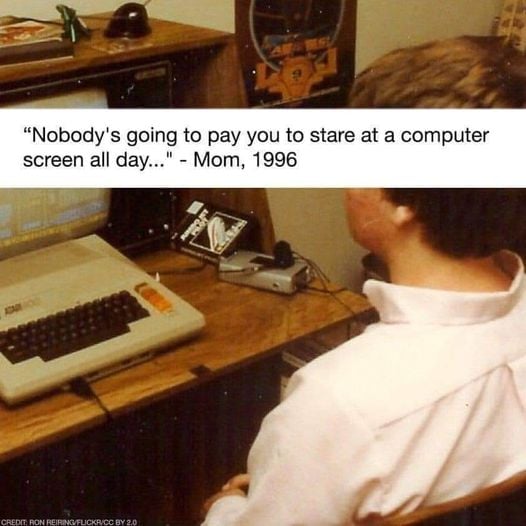 "Nobody's going to pay you to stare at a computer
screen all day..." - Mom, 1996
ATARI
CREDIT: RON REIRING/FLICKR/CC BY 2.0